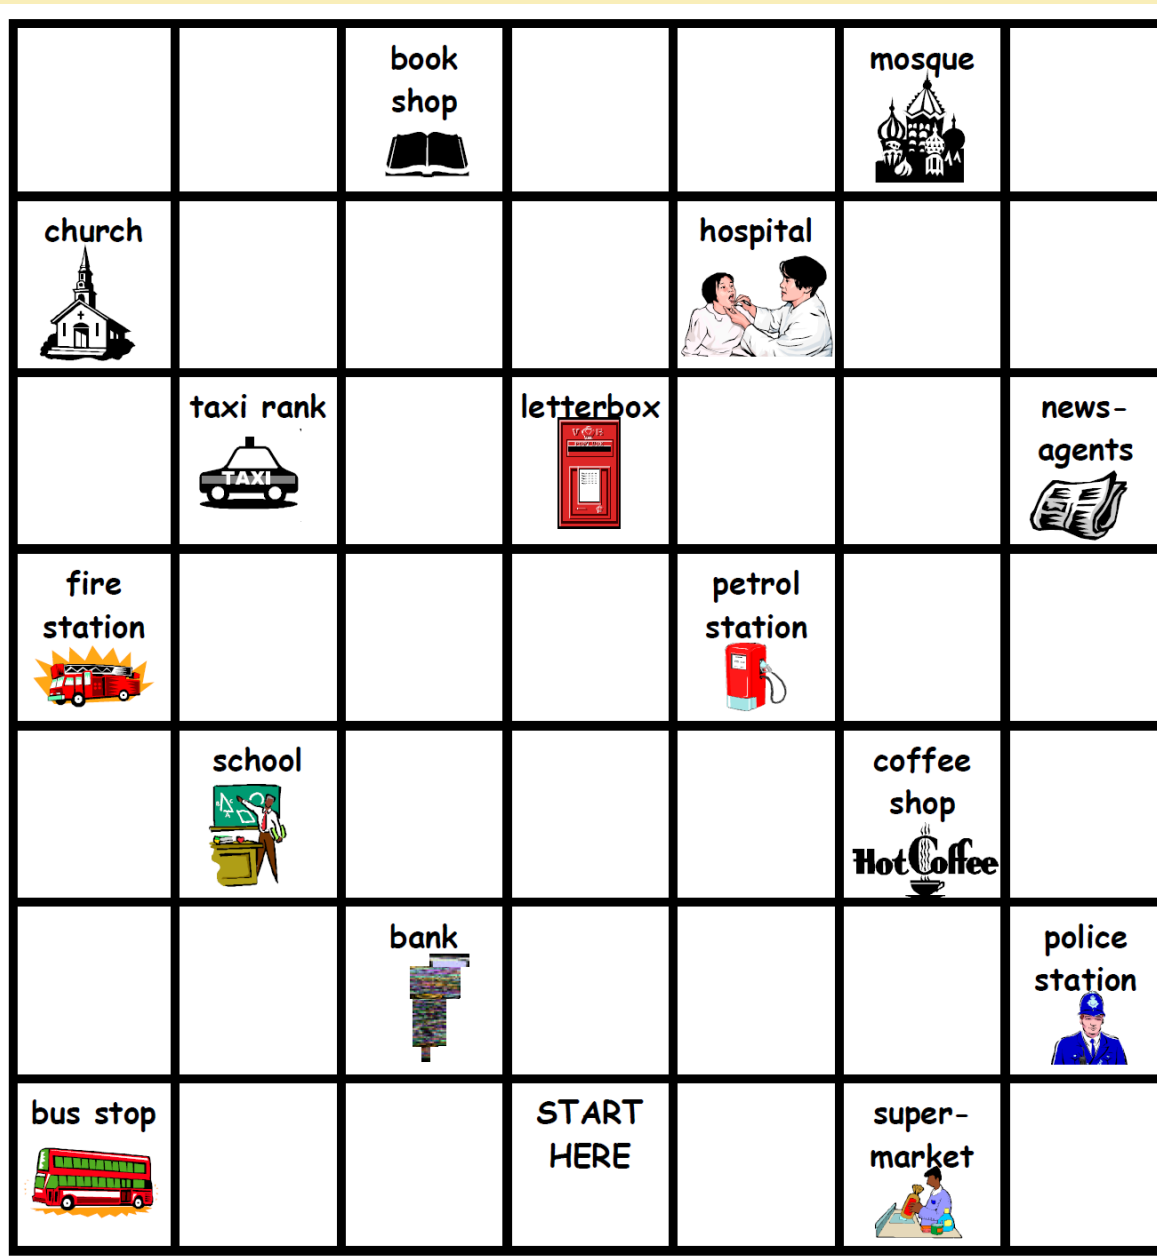 book
shop
mosque
church
hospital
taxi rank
TAXI
letterbox
V R
news-
agents
fire
station
petrol
station
school
coffee
shop
Hot Coffee
bank
police
station
bus stop
START
HERE
super-
market